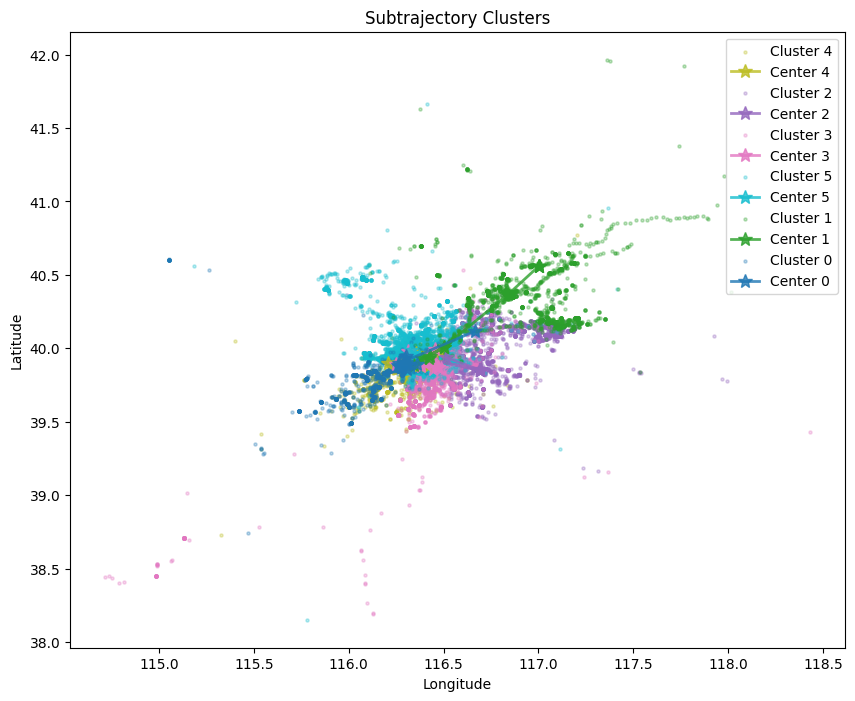 Subtrajectory Clusters
Cluster 4
Center 4
Cluster 2
Center 2
Cluster 3
Center 3
Cluster 5
Center 5
Cluster 1
Center 1
Cluster 0
Center 0
42.0
41.5
41.0
40.5
40.0
39.5
39.0
38.5
38.0
Latitude
115.0 115.5 116.0 116.5 117.0 117.5 118.0 118.5
Longitude